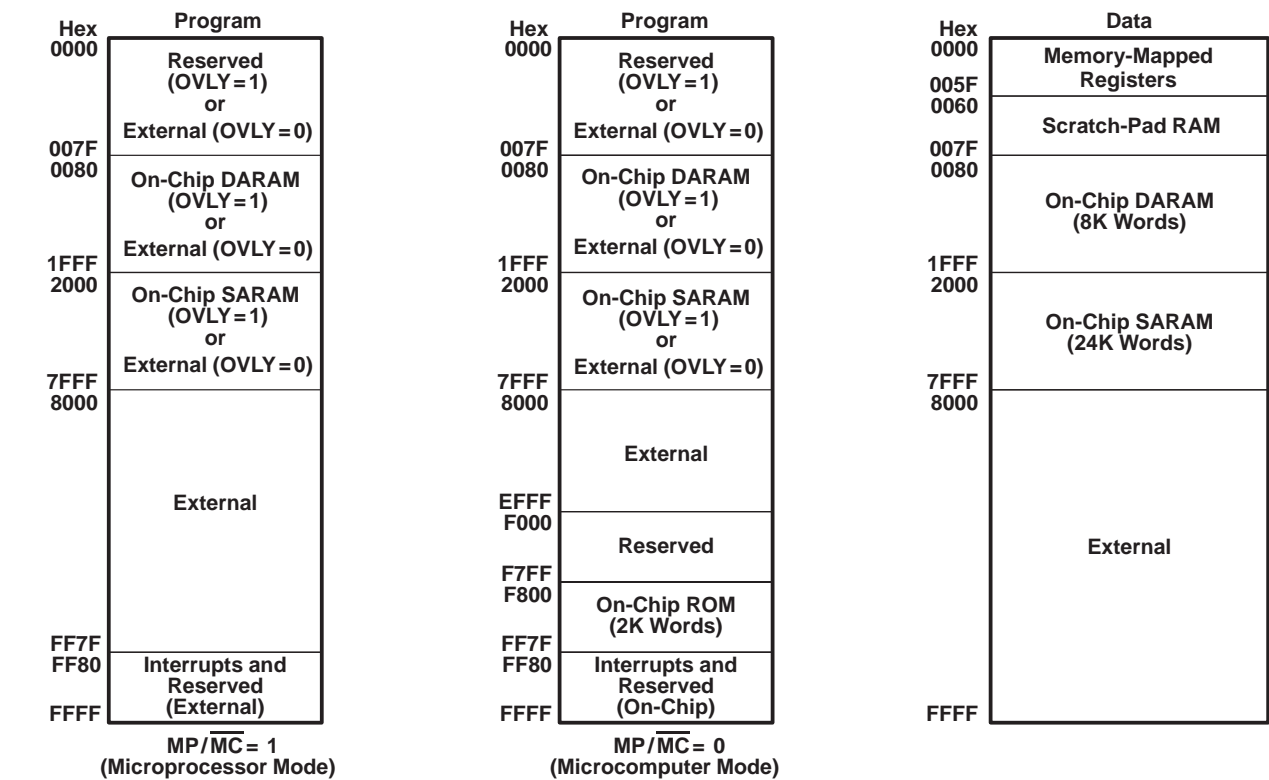 Hex
Program
0000
Reserved
(OVLY = 1)
or
External (OVLY = 0)
007F
0080
On-Chip DARAM
(OVLY = 1)
or
External (OVLY = 0)
1FFF
2000
On-Chip SARAM
(OVLY = 1)
or
External (OVLY = 0)
7FFF
8000
External
FF7F
FF80
Interrupts and
Reserved
(External)
FFFF
MP/MC = 1
(Microprocessor Mode)
Hex
Program
0000
Reserved
(OVLY = 1)
or
External (OVLY = 0)
007F
0080
On-Chip DARAM
(OVLY = 1)
or
External (OVLY = 0)
1FFF
2000
On-Chip SARAM
(OVLY = 1)
or
External (OVLY = 0)
7FFF
8000
External
EFFF
F000
Reserved
F7FF
F800
On-Chip ROM
(2K Words)
FF7F
FF80
Interrupts and
Reserved
(On-Chip)
FFFF
MP/MC = 0
(Microcomputer Mode)
Hex
Data
0000
Memory-Mapped
Registers
005F
0060
Scratch-Pad RAM
007F
0080
On-Chip DARAM
(8K Words)
1FFF
2000
On-Chip SARAM
(24K Words)
7FFF
8000
External
FFFF